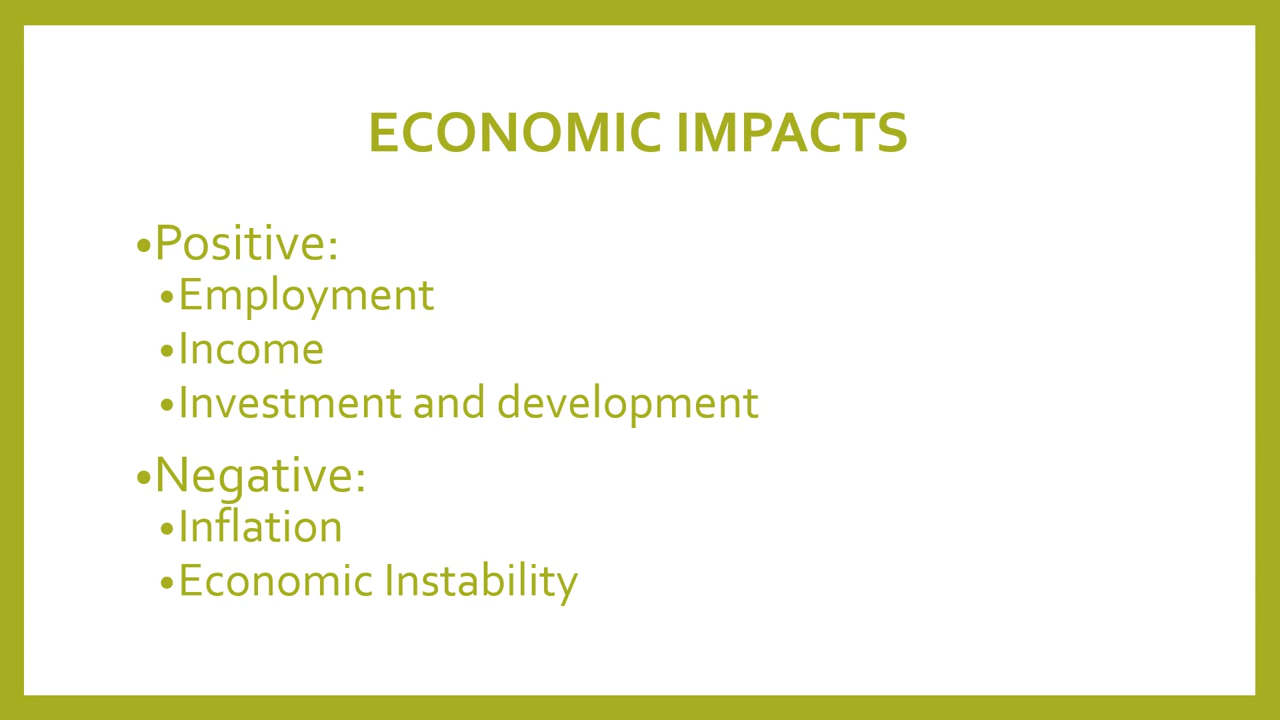 ECONOMIC IMPACTS
•Positive:
•Employment
•Income
•Investment and development
•Negative:
•Inflation
•Economic Instability